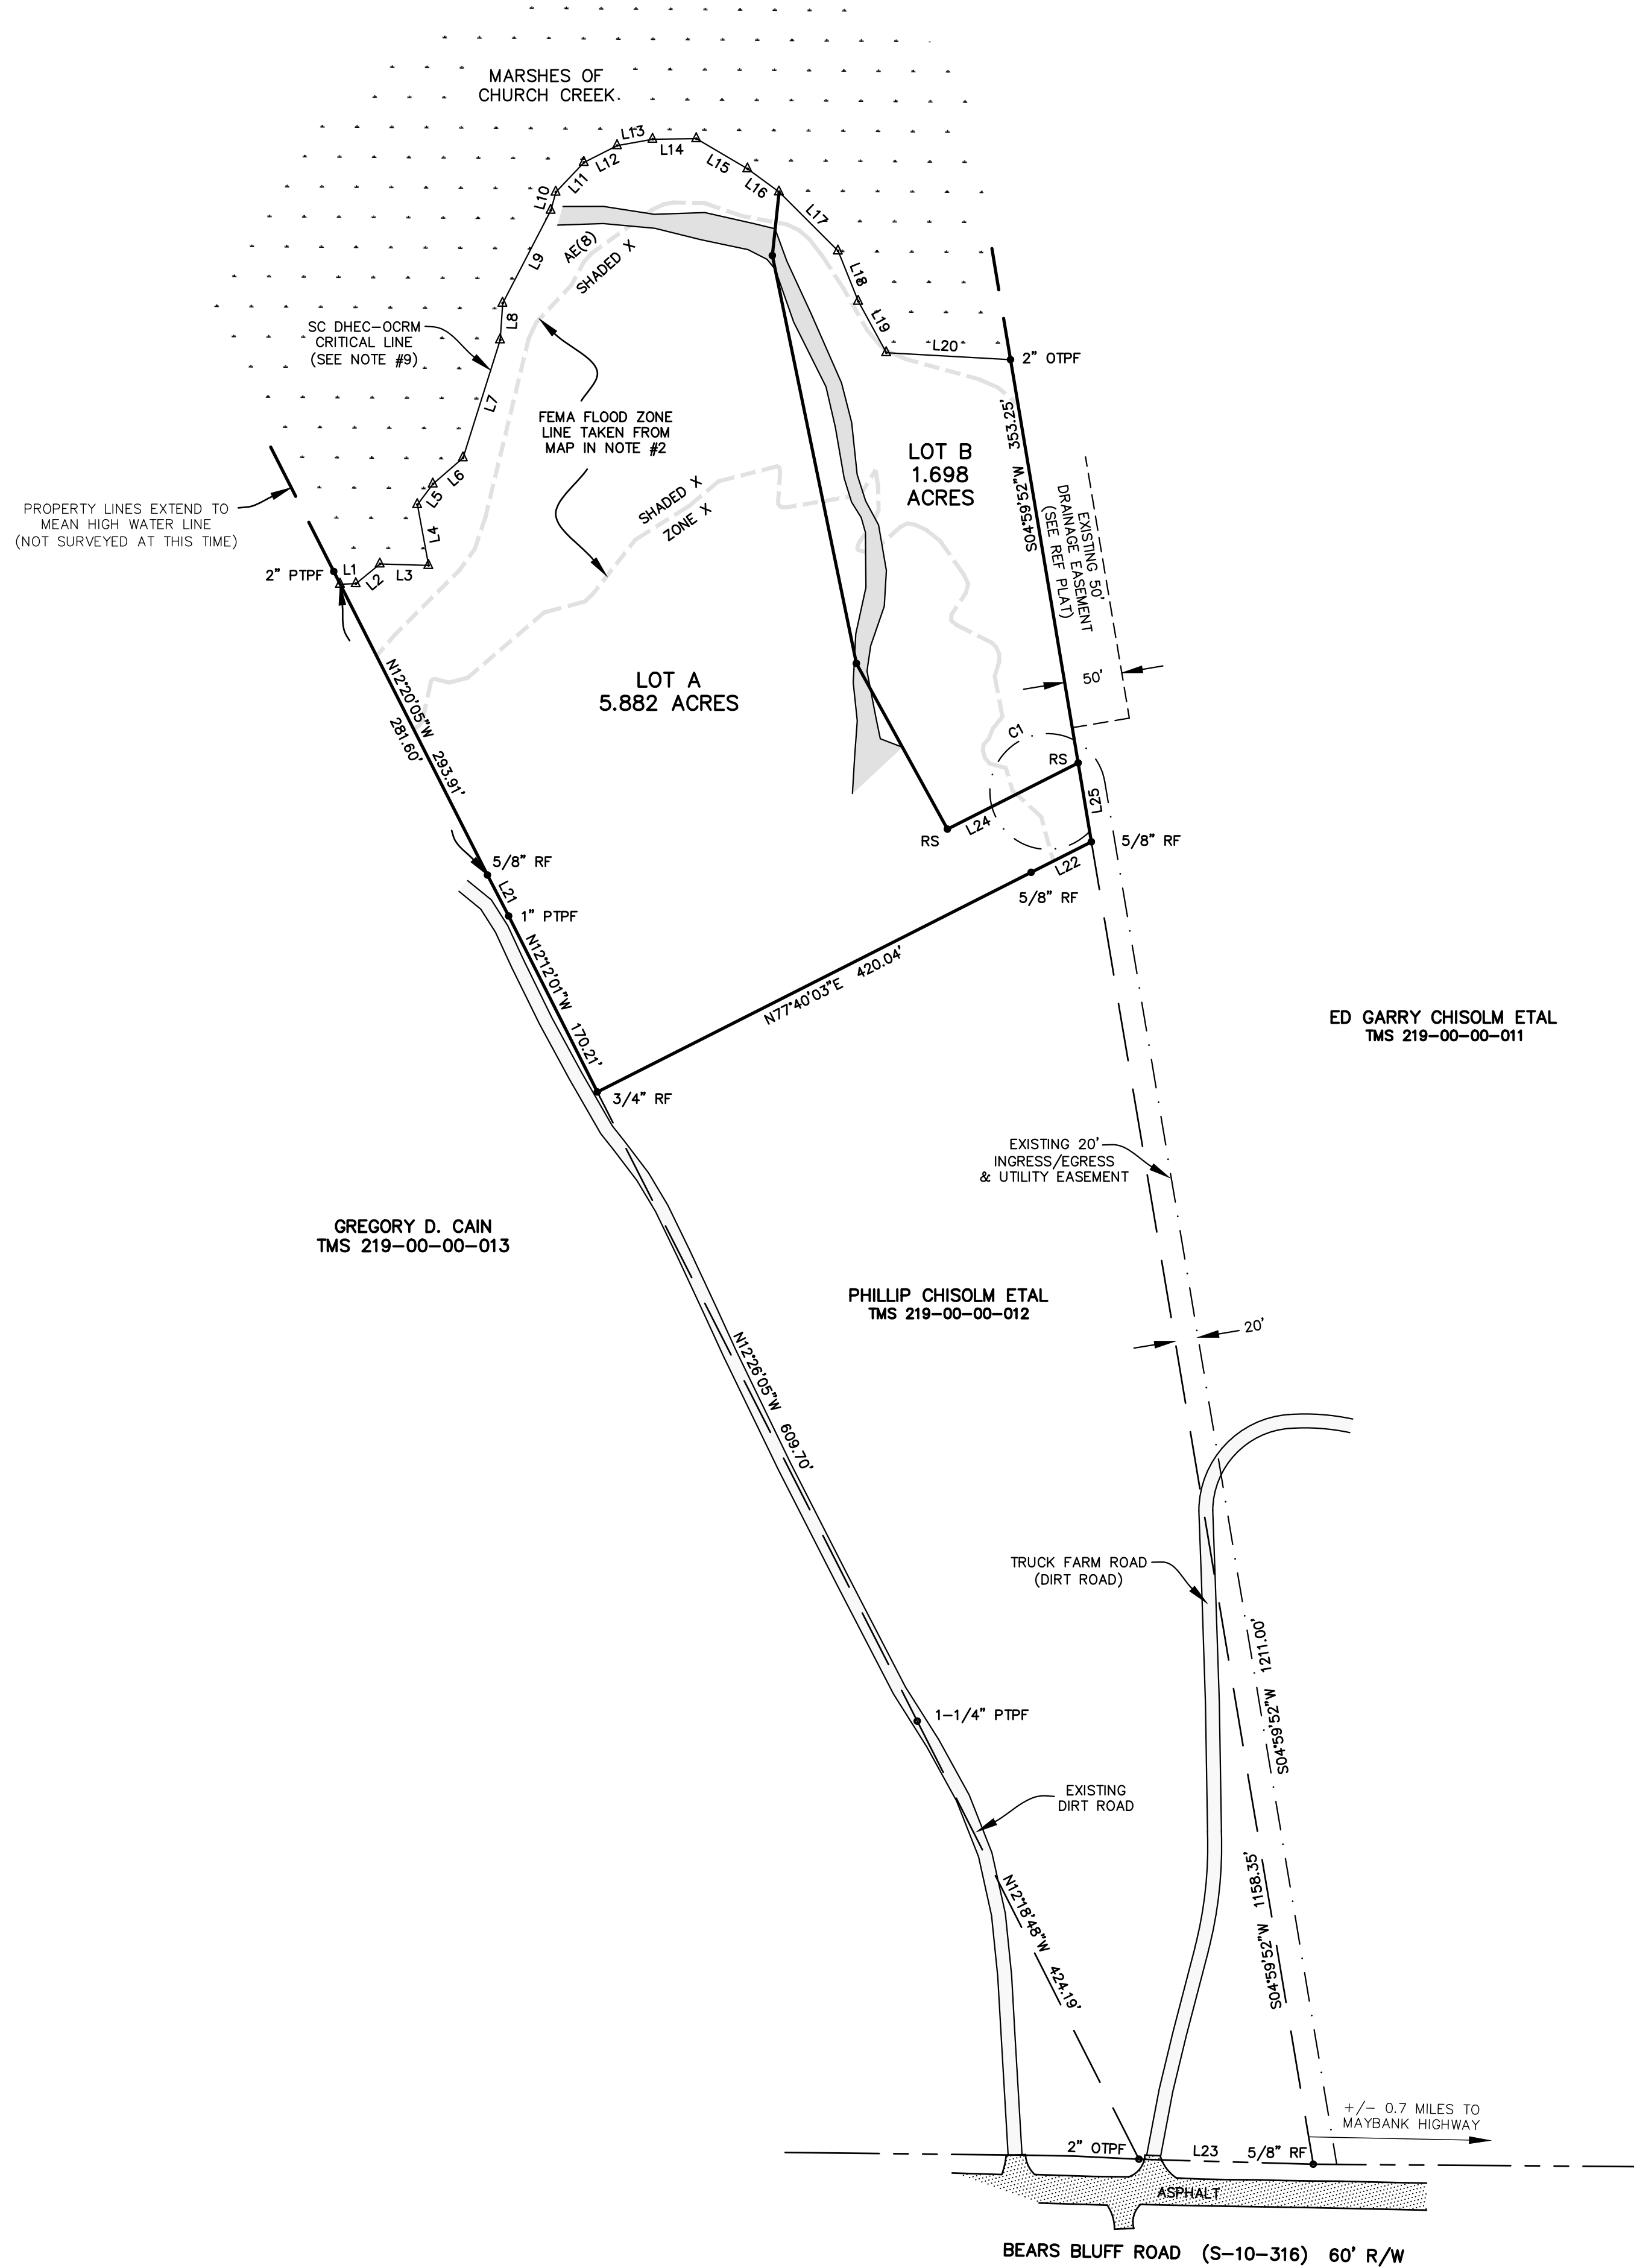 MARSHES OF
CHURCH CREEK
L13
L14
L12
L15
L11
L16
L10
L17
AE(8)
SHADED X
L9
L18
L8
L19
SC DHEC-OCRM
CRITICAL LINE
(SEE NOTE #9)
L20
2" OTPF
L7
FEMA FLOOD ZONE
LINE TAKEN FROM
MAP IN NOTE #2
S04°59'52"W 353.25'
LOT B
1.698
ACRES
L6
L5
SHADED X
ZONE X
EXISTING 50'
DRAINAGE EASEMENT
(SEE REF PLAT)
PROPERTY LINES EXTEND TO
MEAN HIGH WATER LINE
(NOT SURVEYED AT THIS TIME)
L4
2" PTPF
L1
L2
L3
N12°20'05"W 293.91'
281.60'
LOT A
5.882 ACRES
50'
C1
RS
L25
L24
RS
5/8" RF
5/8" RF
L22
5/8" RF
L21
1" PTPF
N12°12'01"W 170.21'
N77°40'03"E 420.04'
3/4" RF
ED GARRY CHISOLM ETAL
TMS 219-00-00-011
EXISTING 20'
INGRESS/EGRESS
& UTILITY EASEMENT
GREGORY D. CAIN
TMS 219-00-00-013
PHILLIP CHISOLM ETAL
TMS 219-00-00-012
20'
N12°26'05"W 609.70'
TRUCK FARM ROAD
(DIRT ROAD)
S04°59'52"W 1211.00'
1-1/4" PTPF
EXISTING
DIRT ROAD
S04°59'52"W 1158.35'
N12°18'48"W 424.19'
+/- 0.7 MILES TO
MAYBANK HIGHWAY
2" OTPF
L23
5/8" RF
ASPHALT
BEARS BLUFF ROAD (S-10-316) 60' R/W